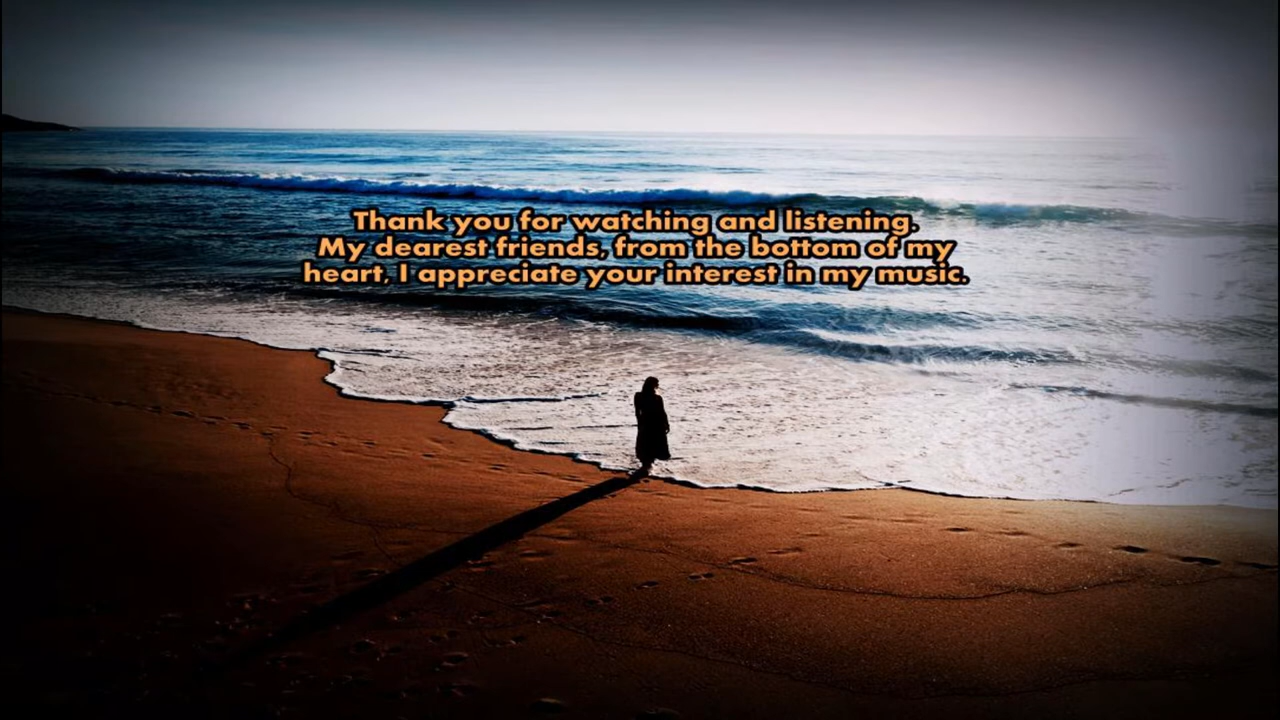 Thank you for watching and listening.
My dearest friends, from the bottom of my
heart, I appreciate your interest in my music.